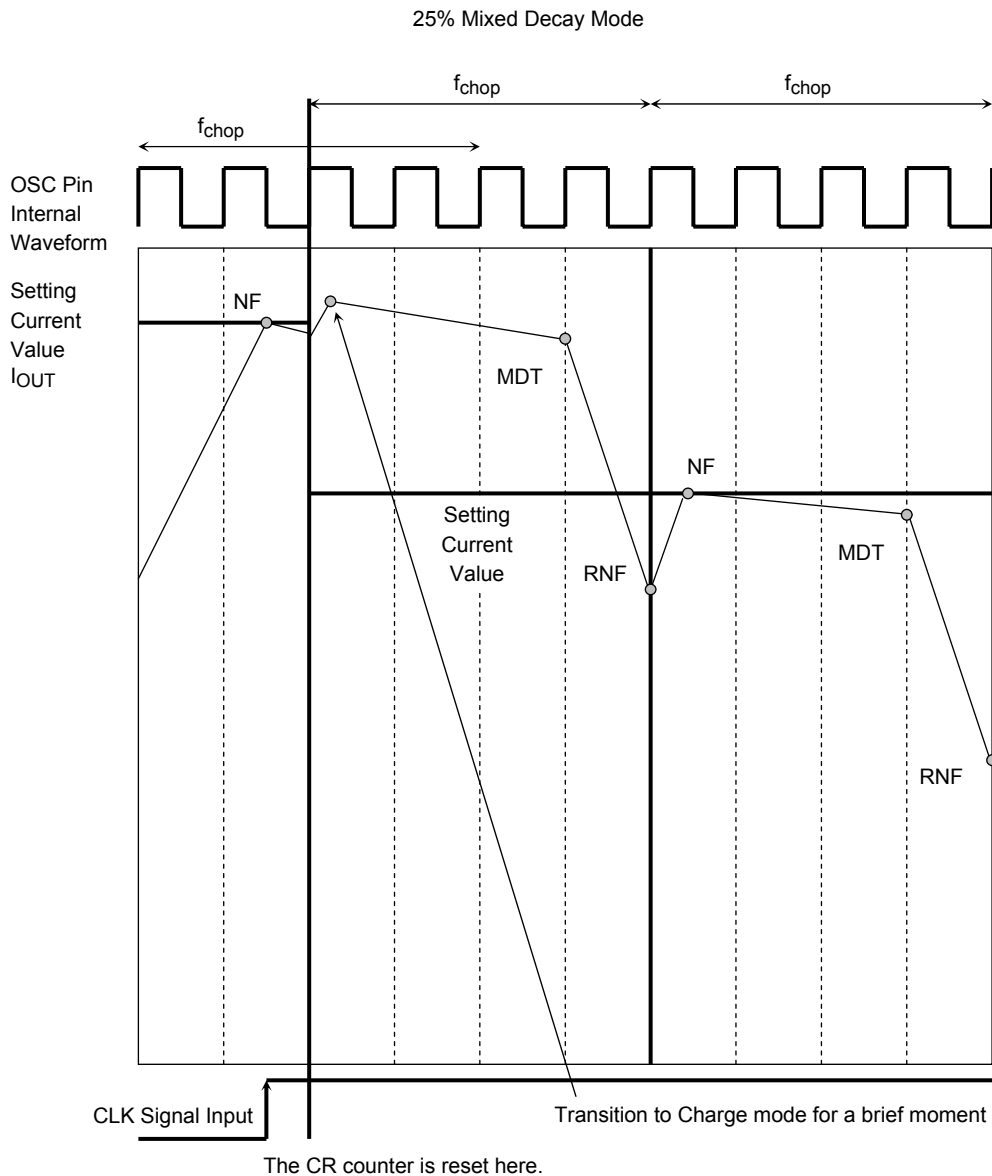 25% Mixed Decay Mode
fchop
fchop
fchop
OSC Pin
Internal
Waveform
Setting
Current
Value
IOUT
NF
MDT
NF
Setting
Current
Value
RNF
MDT
RNF
CLK Signal Input
Transition to Charge mode for a brief moment
The CR counter is reset here.